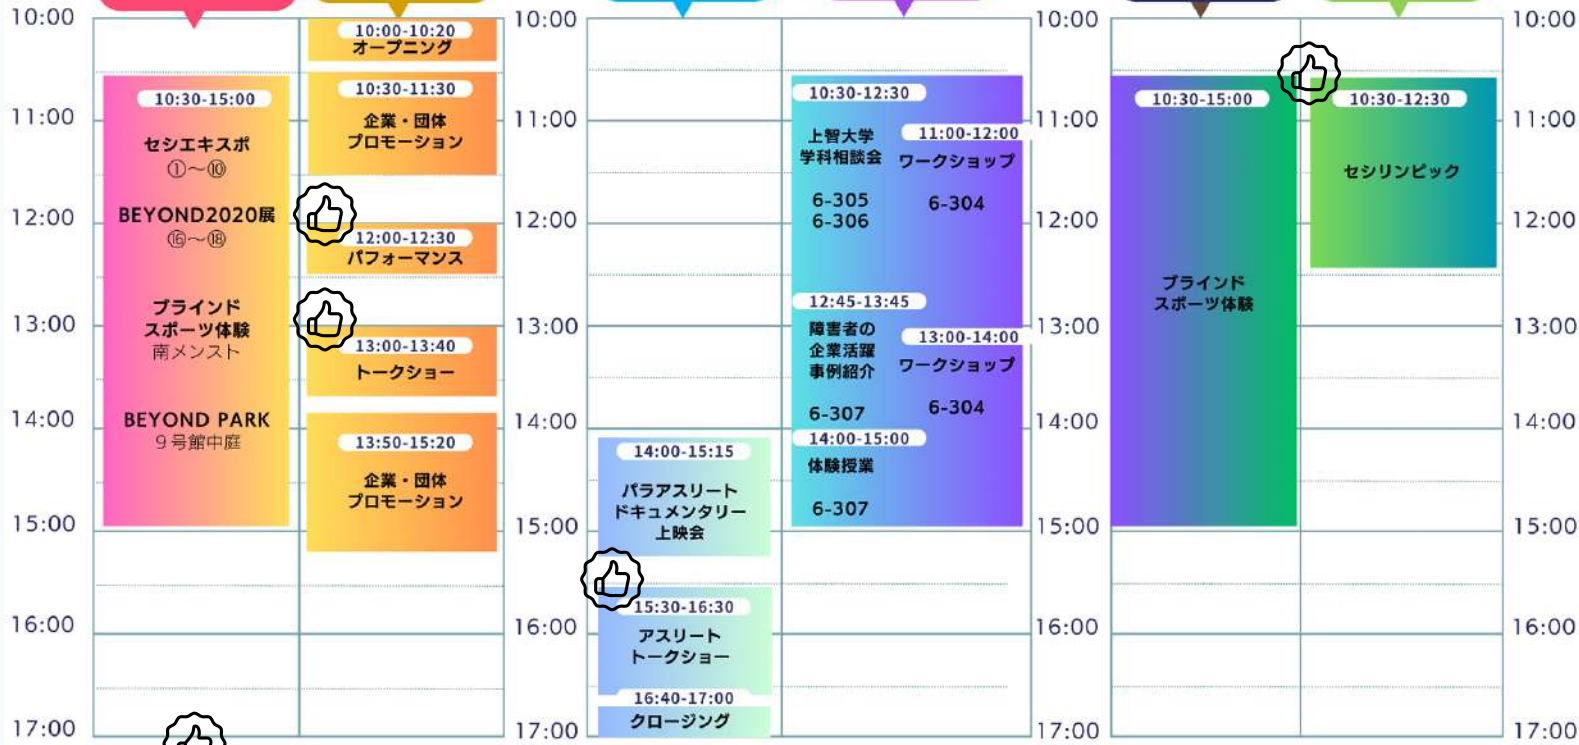 10:00
11:00
12:00
13:00
14:00
15:00
16:00
17:00
10:30-15:00
セシエキスポ
①〜⑩
BEYOND2020展
⑯〜⑱
ブラインド
スポーツ体験
南メンスト
BEYOND PARK
９号館中庭
10:00-10:20
オープニング
10:30-11:30
企業・団体
プロモーション
12:00-12:30
パフォーマンス
13:00-13:40
トークショー
13:50-15:20
企業・団体
プロモーション
10:00
11:00
12:00
13:00
14:00
15:00
16:00
17:00
14:00-15:15
パラアスリート
ドキュメンタリー
上映会
15:30-16:30
アスリート
トークショー
16:40-17:00
クロージング
10:30-12:30
上智大学
学科相談会
6-305
6-306
11:00-12:00
ワークショップ
6-304
12:45-13:45
障害者の
企業活躍
事例紹介
6-307
13:00-14:00
ワークショップ
6-304
14:00-15:00
体験授業
6-307
10:00
11:00
12:00
13:00
14:00
15:00
16:00
17:00
10:30-15:00
ブラインド
スポーツ体験
10:30-12:30
セシリンピック
10:00
11:00
12:00
13:00
14:00
15:00
16:00
17:00